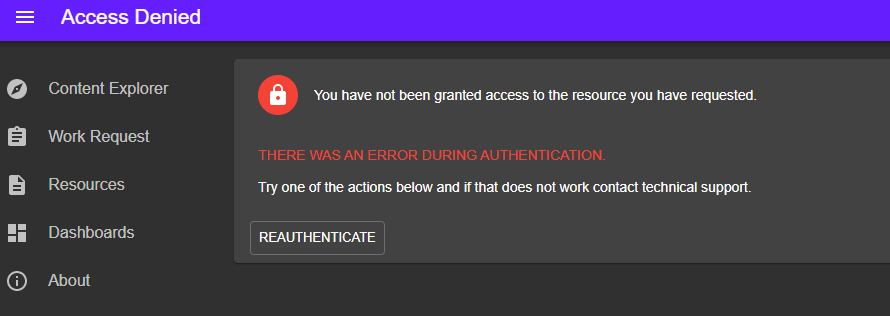 Access Denied
Content Explorer
Work Request
Resources
Dashboards
About
You have not been granted access to the resource you have requested.
THERE WAS AN ERROR DURING AUTHENTICATION.
Try one of the actions below and if that does not work contact technical support.
REAUTHENTICATE